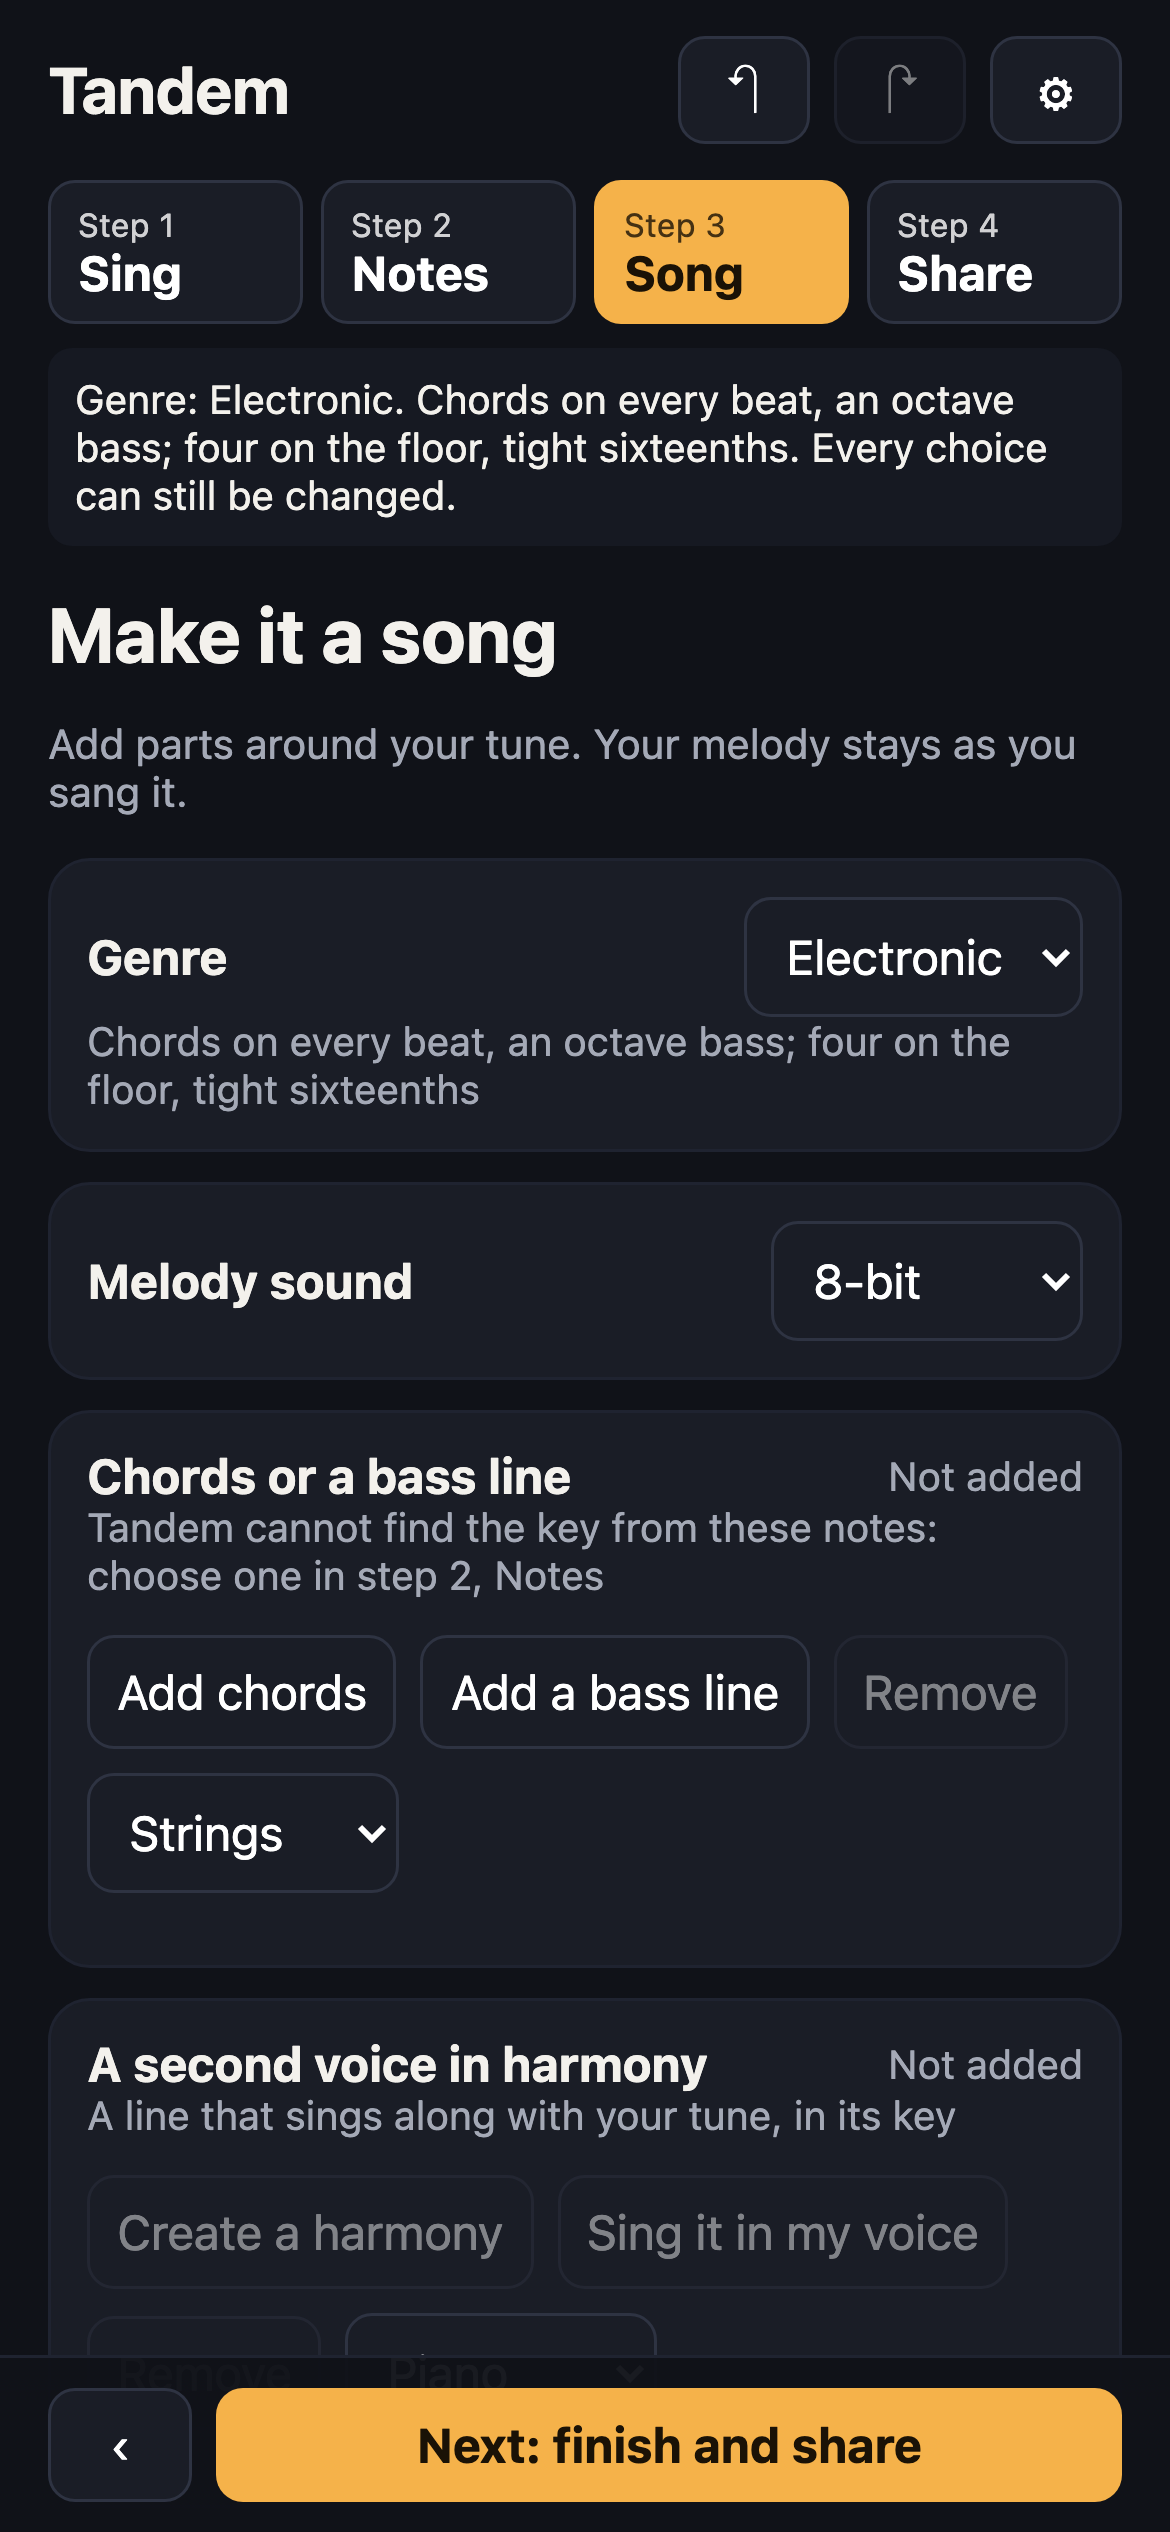 Tandem
Step 1
Sing
Step 2
Notes
Step 3
Song
Step 4
Share
Genre: Electronic. Chords on every beat, an octave
bass; four on the floor, tight sixteenths. Every choice
can still be changed.
Make it a song
Add parts around your tune. Your melody stays as you
sang it.
Genre
Electronic
Chords on every beat, an octave bass; four on the
floor, tight sixteenths
Melody sound
8-bit
Chords or a bass line
Not added
Tandem cannot find the key from these notes:
choose one in step 2, Notes
Add chords
Add a bass line
Remove
Strings
A second voice in harmony
Not added
A line that sings along with your tune, in its key
Create a harmony
Sing it in my voice
Remove
Piano
Next: finish and share